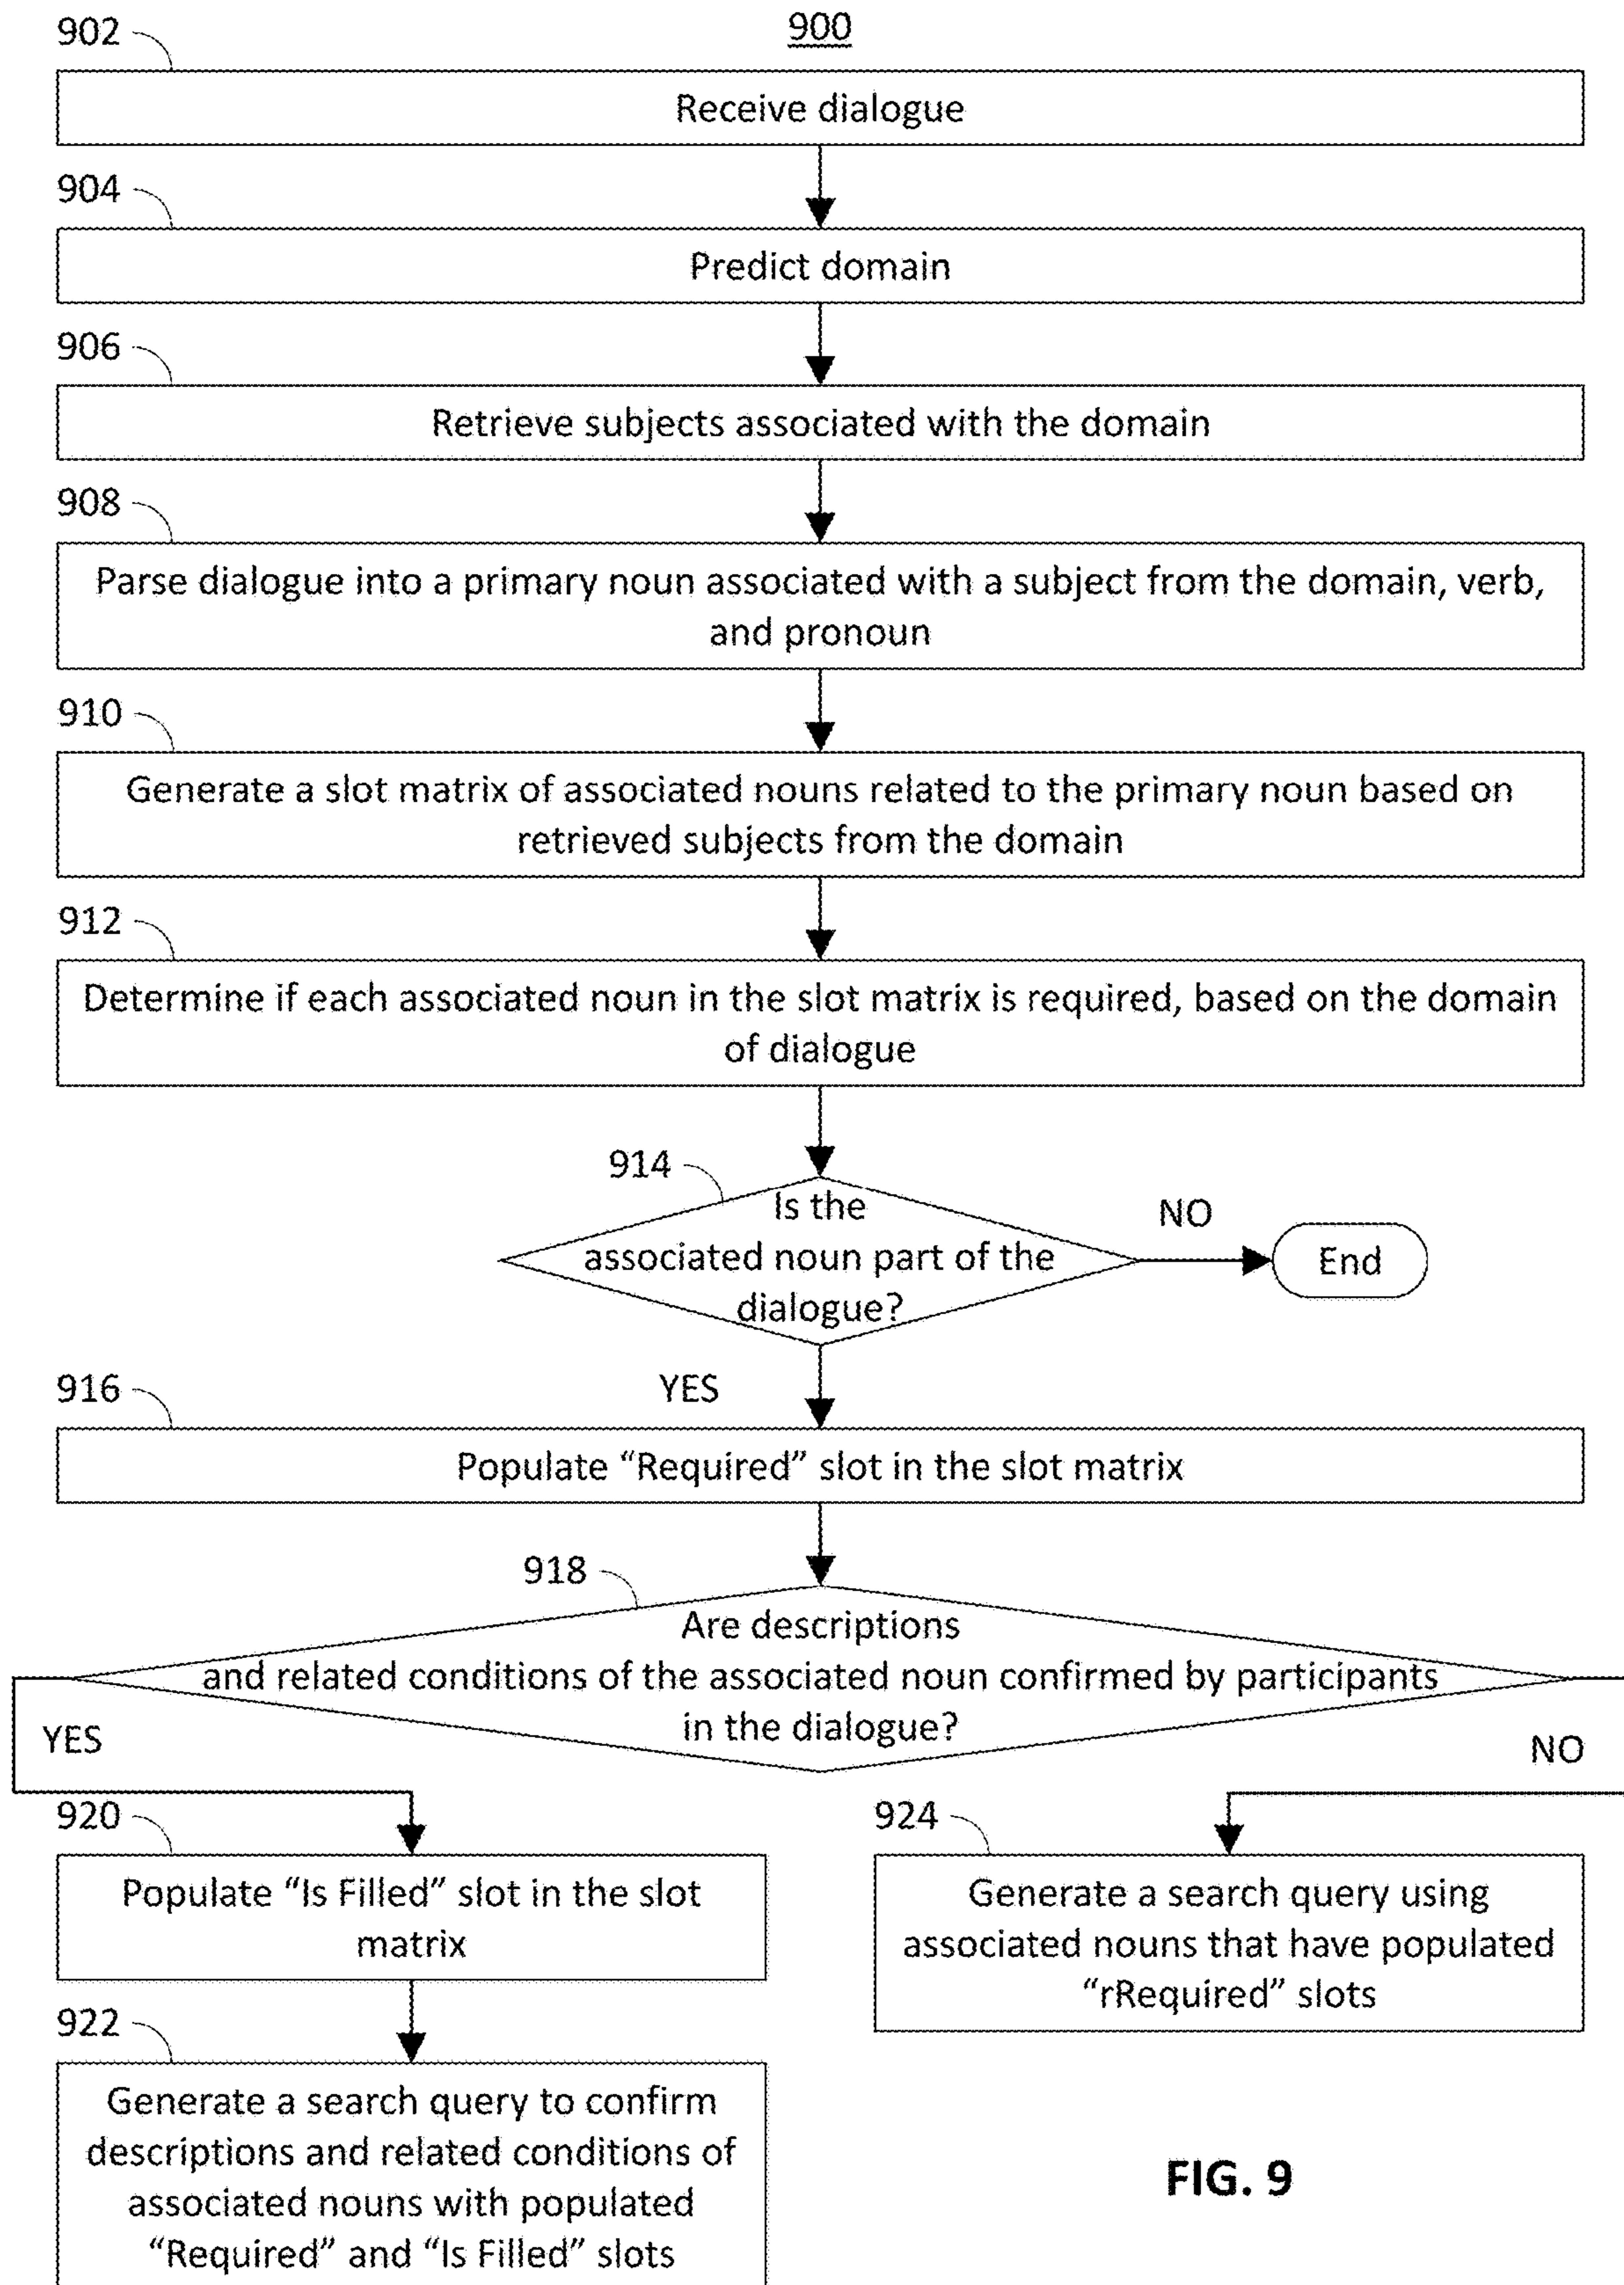 900
902
Receive dialogue
904
Predict domain
906
Retrieve subjects associated with the domain
908
Parse dialogue into a primary noun associated with a subject from the domain, verb,
and pronoun
910
Generate a slot matrix of associated nouns related to the primary noun based on
retrieved subjects from the domain
912
Determine if each associated noun in the slot matrix is required, based on the domain
of dialogue
914
Is the
associated noun part of the
dialogue?
NO
End
YES
916
Populate “Required” slot in the slot matrix
918
Are descriptions
and related conditions of the associated noun confirmed by participants
in the dialogue?
YES
NO
920
Populate “Is Filled” slot in the slot
matrix
922
Generate a search query to confirm
descriptions and related conditions of
associated nouns with populated
“Required” and “Is Filled” slots
924
Generate a search query using
associated nouns that have populated
“rRequired” slots
FIG. 9